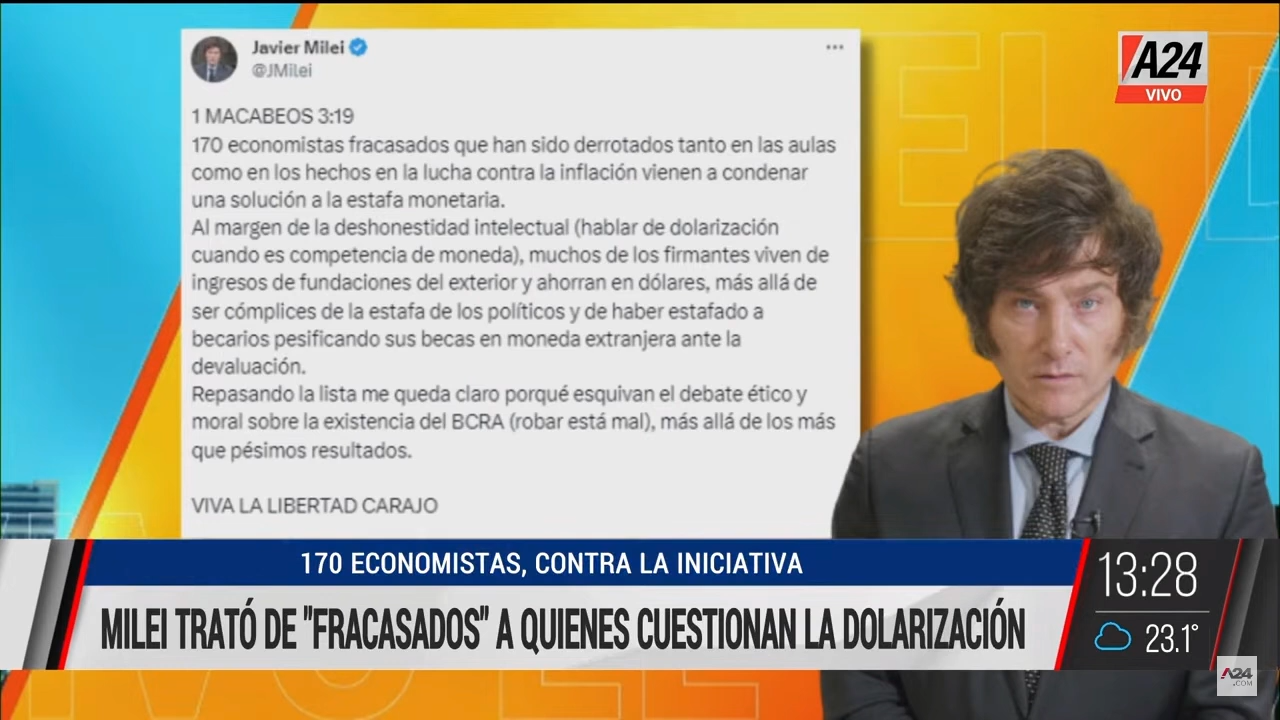 Javier Milei
@JMilei
1 MACABEOS 3:19
170 economistas fracasados que han sido derrotados tanto en las aulas
como en los hechos en la lucha contra la inflación vienen a condenar
una solución a la estafa monetaria.
Al margen de la deshonestidad intelectual (hablar de dolarización
cuando es competencia de moneda), muchos de los firmantes viven de
ingresos de fundaciones del exterior y ahorran en dólares, más allá de
ser cómplices de la estafa de los políticos y de haber estafado a
becarios pesificando sus becas en moneda extranjera ante la
devaluación.
Repasando la lista me queda claro porqué esquivan el debate ético y
moral sobre la existencia del BCRA (robar está mal), más allá de los más
que pésimos resultados.
VIVA LA LIBERTAD CARAJO
A24
VIVO
170 ECONOMISTAS, CONTRA LA INICIATIVA
MILEI TRATÓ DE "FRACASADOS" A QUIENES CUESTIONAN LA DOLARIZACIÓN
13:28
23.1°
A24
.COM